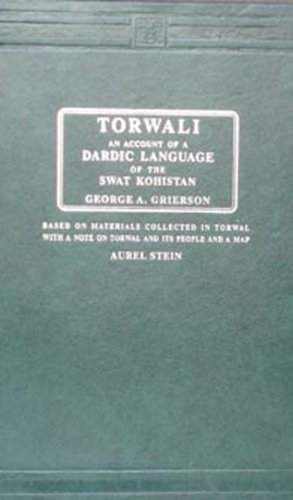 TORWALI
AN ACCOUNT OF A
DARDIC LANGUAGE
OF THE
SWAT KOHISTAN
GEORGE A. GRIERSON
BASED ON MATERIALS COLLECTED IN TORWAL
WITH A NOTE ON TORWAL AND ITS PEOPLE AND A MAP
AUREL STEIN